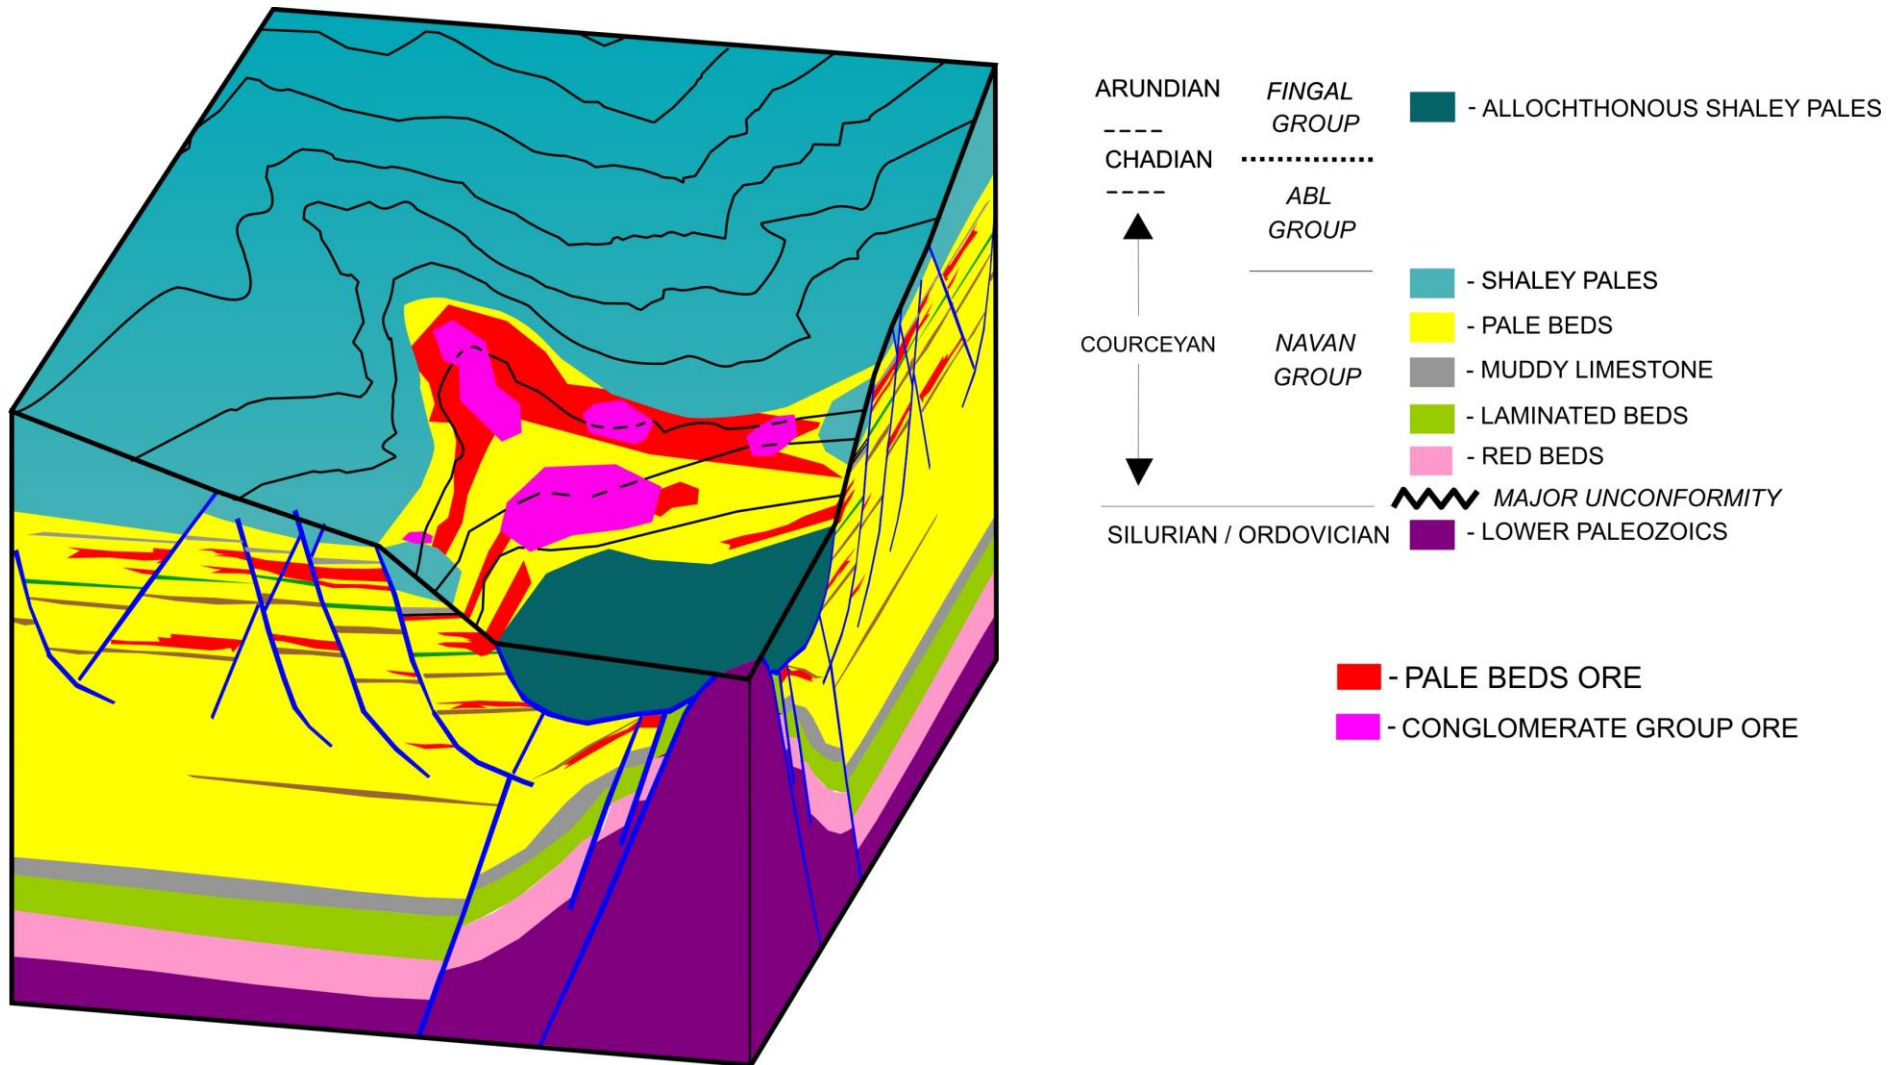 ARUNDIAN
CHADIAN
COURCEYAN
SILURIAN / ORDOVICIAN
FINGAL
GROUP
ABL
GROUP
NAVAN
GROUP
- ALLOCHTHONOUS SHALEY PALES
- SHALEY PALES
- PALE BEDS
- MUDDY LIMESTONE
- LAMINATED BEDS
- RED BEDS
MAJOR UNCONFORMITY
- LOWER PALEOZOICS
- PALE BEDS ORE
- CONGLOMERATE GROUP ORE